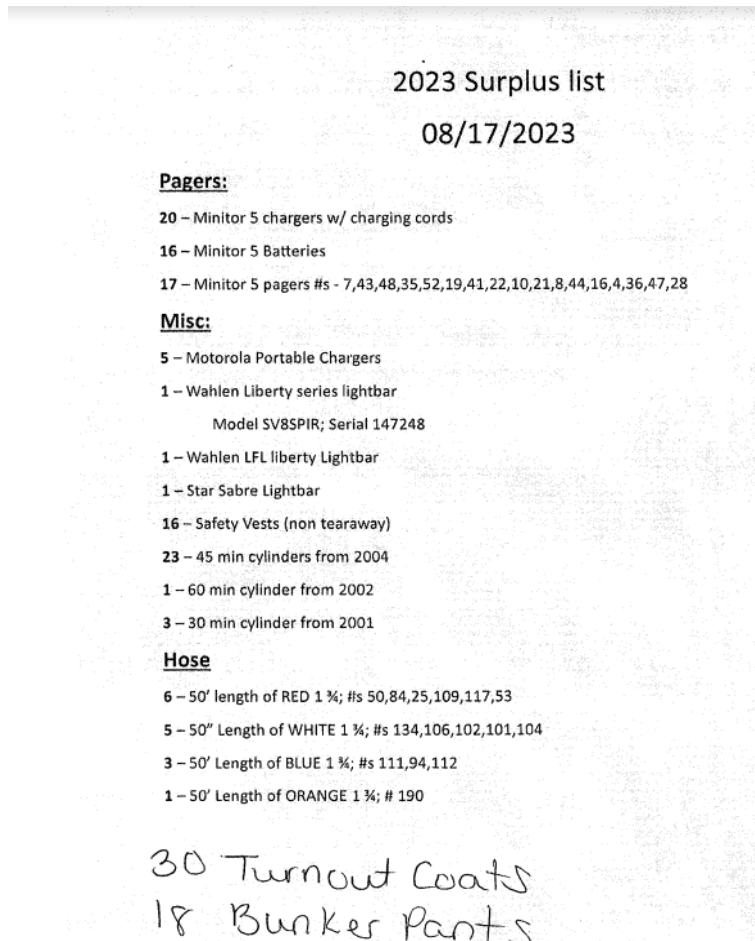 2023 Surplus list
08/17/2023
Pagers:
20 – Minitor 5 chargers w/ charging cords
16 – Minitor 5 Batteries
17 – Minitor 5 pagers #s - 7,43,48,35,52,19,41,22,10,21,8,44,16,4,36,47,28
Misc:
5 – Motorola Portable Chargers
1 – Wahlen Liberty series lightbar
Model SV8SPIR; Serial 147248
1 – Wahlen LFL liberty Lightbar
1 – Star Sabre Lightbar
16 – Safety Vests (non tearaway)
23 – 45 min cylinders from 2004
1 – 60 min cylinder from 2002
3 – 30 min cylinder from 2001
Hose
6 – 50' length of RED 1 ¾; #s 50,84,25,109,117,53
5 – 50" Length of WHITE 1 ¾; #s 134,106,102,101,104
3 – 50' Length of BLUE 1 ¾; #s 111,94,112
1 – 50' Length of ORANGE 1 ¾; # 190
30 Turnout Coats
18 Bunker Pants